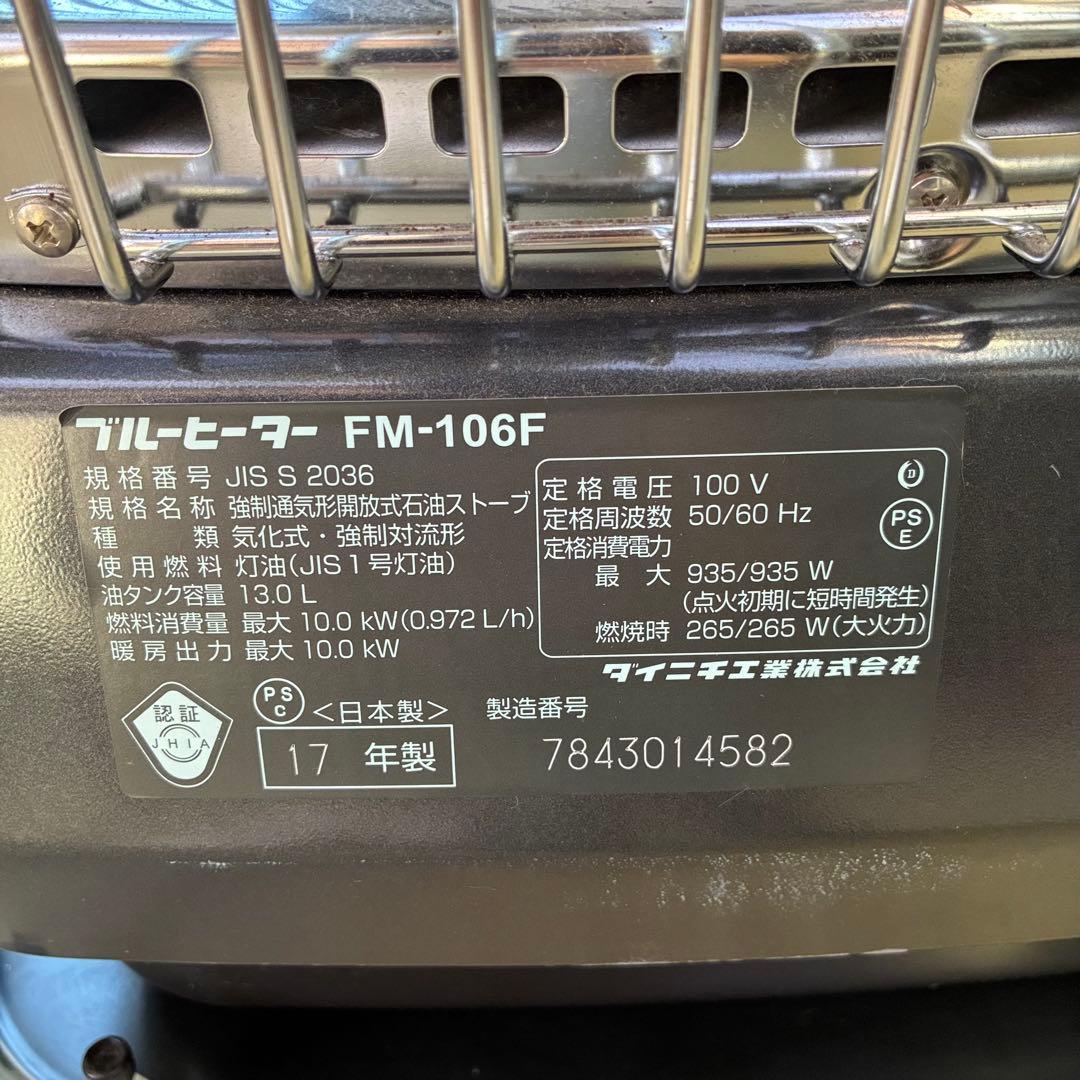 ブルーヒーター FM-106F
規格番号 JIS S 2036
規格名称 強制通気形開放式石油ストーブ
種類 気化式・強制対流形
使用燃料 灯油(JIS1号灯油)
油タンク容量 13.0 L
燃料消費量 最大 10.0 kW(0.972 L/h)
暖房出力 最大 10.0 kW
定格電圧 100 V
定格周波数 50/60 Hz
定格消費電力
最大 935/935 W
(点火初期に短時間発生)
燃焼時 265/265 W(大火力)
D
PS
E
ダイニチ工業株式会社
認証
JHIA
PS
C
<日本製>
17 年製
製造番号
7843014582